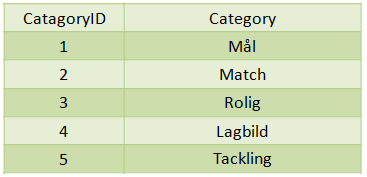 CatagoryID Category
1 Mål
2 Match
3 Rolig
4 Lagbild
5 Tackling